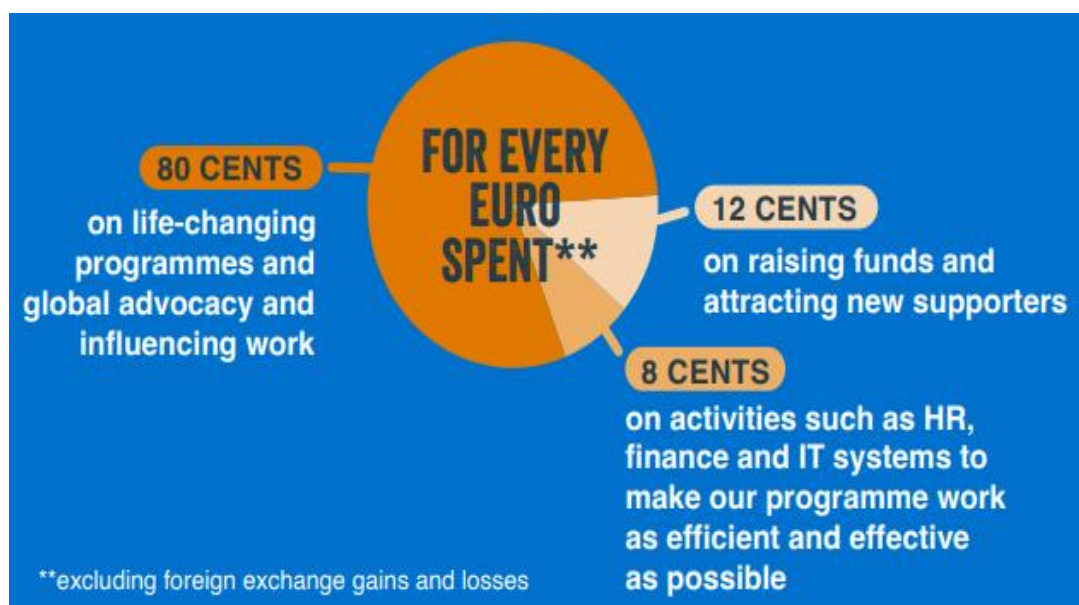 FOR EVERY
EURO
SPENT**
80 CENTS
on life-changing
programmes and
global advocacy and
influencing work
12 CENTS
on raising funds and
attracting new supporters
8 CENTS
on activities such as HR,
finance and IT systems to
make our programme work
as efficient and effective
as possible
**excluding foreign exchange gains and losses